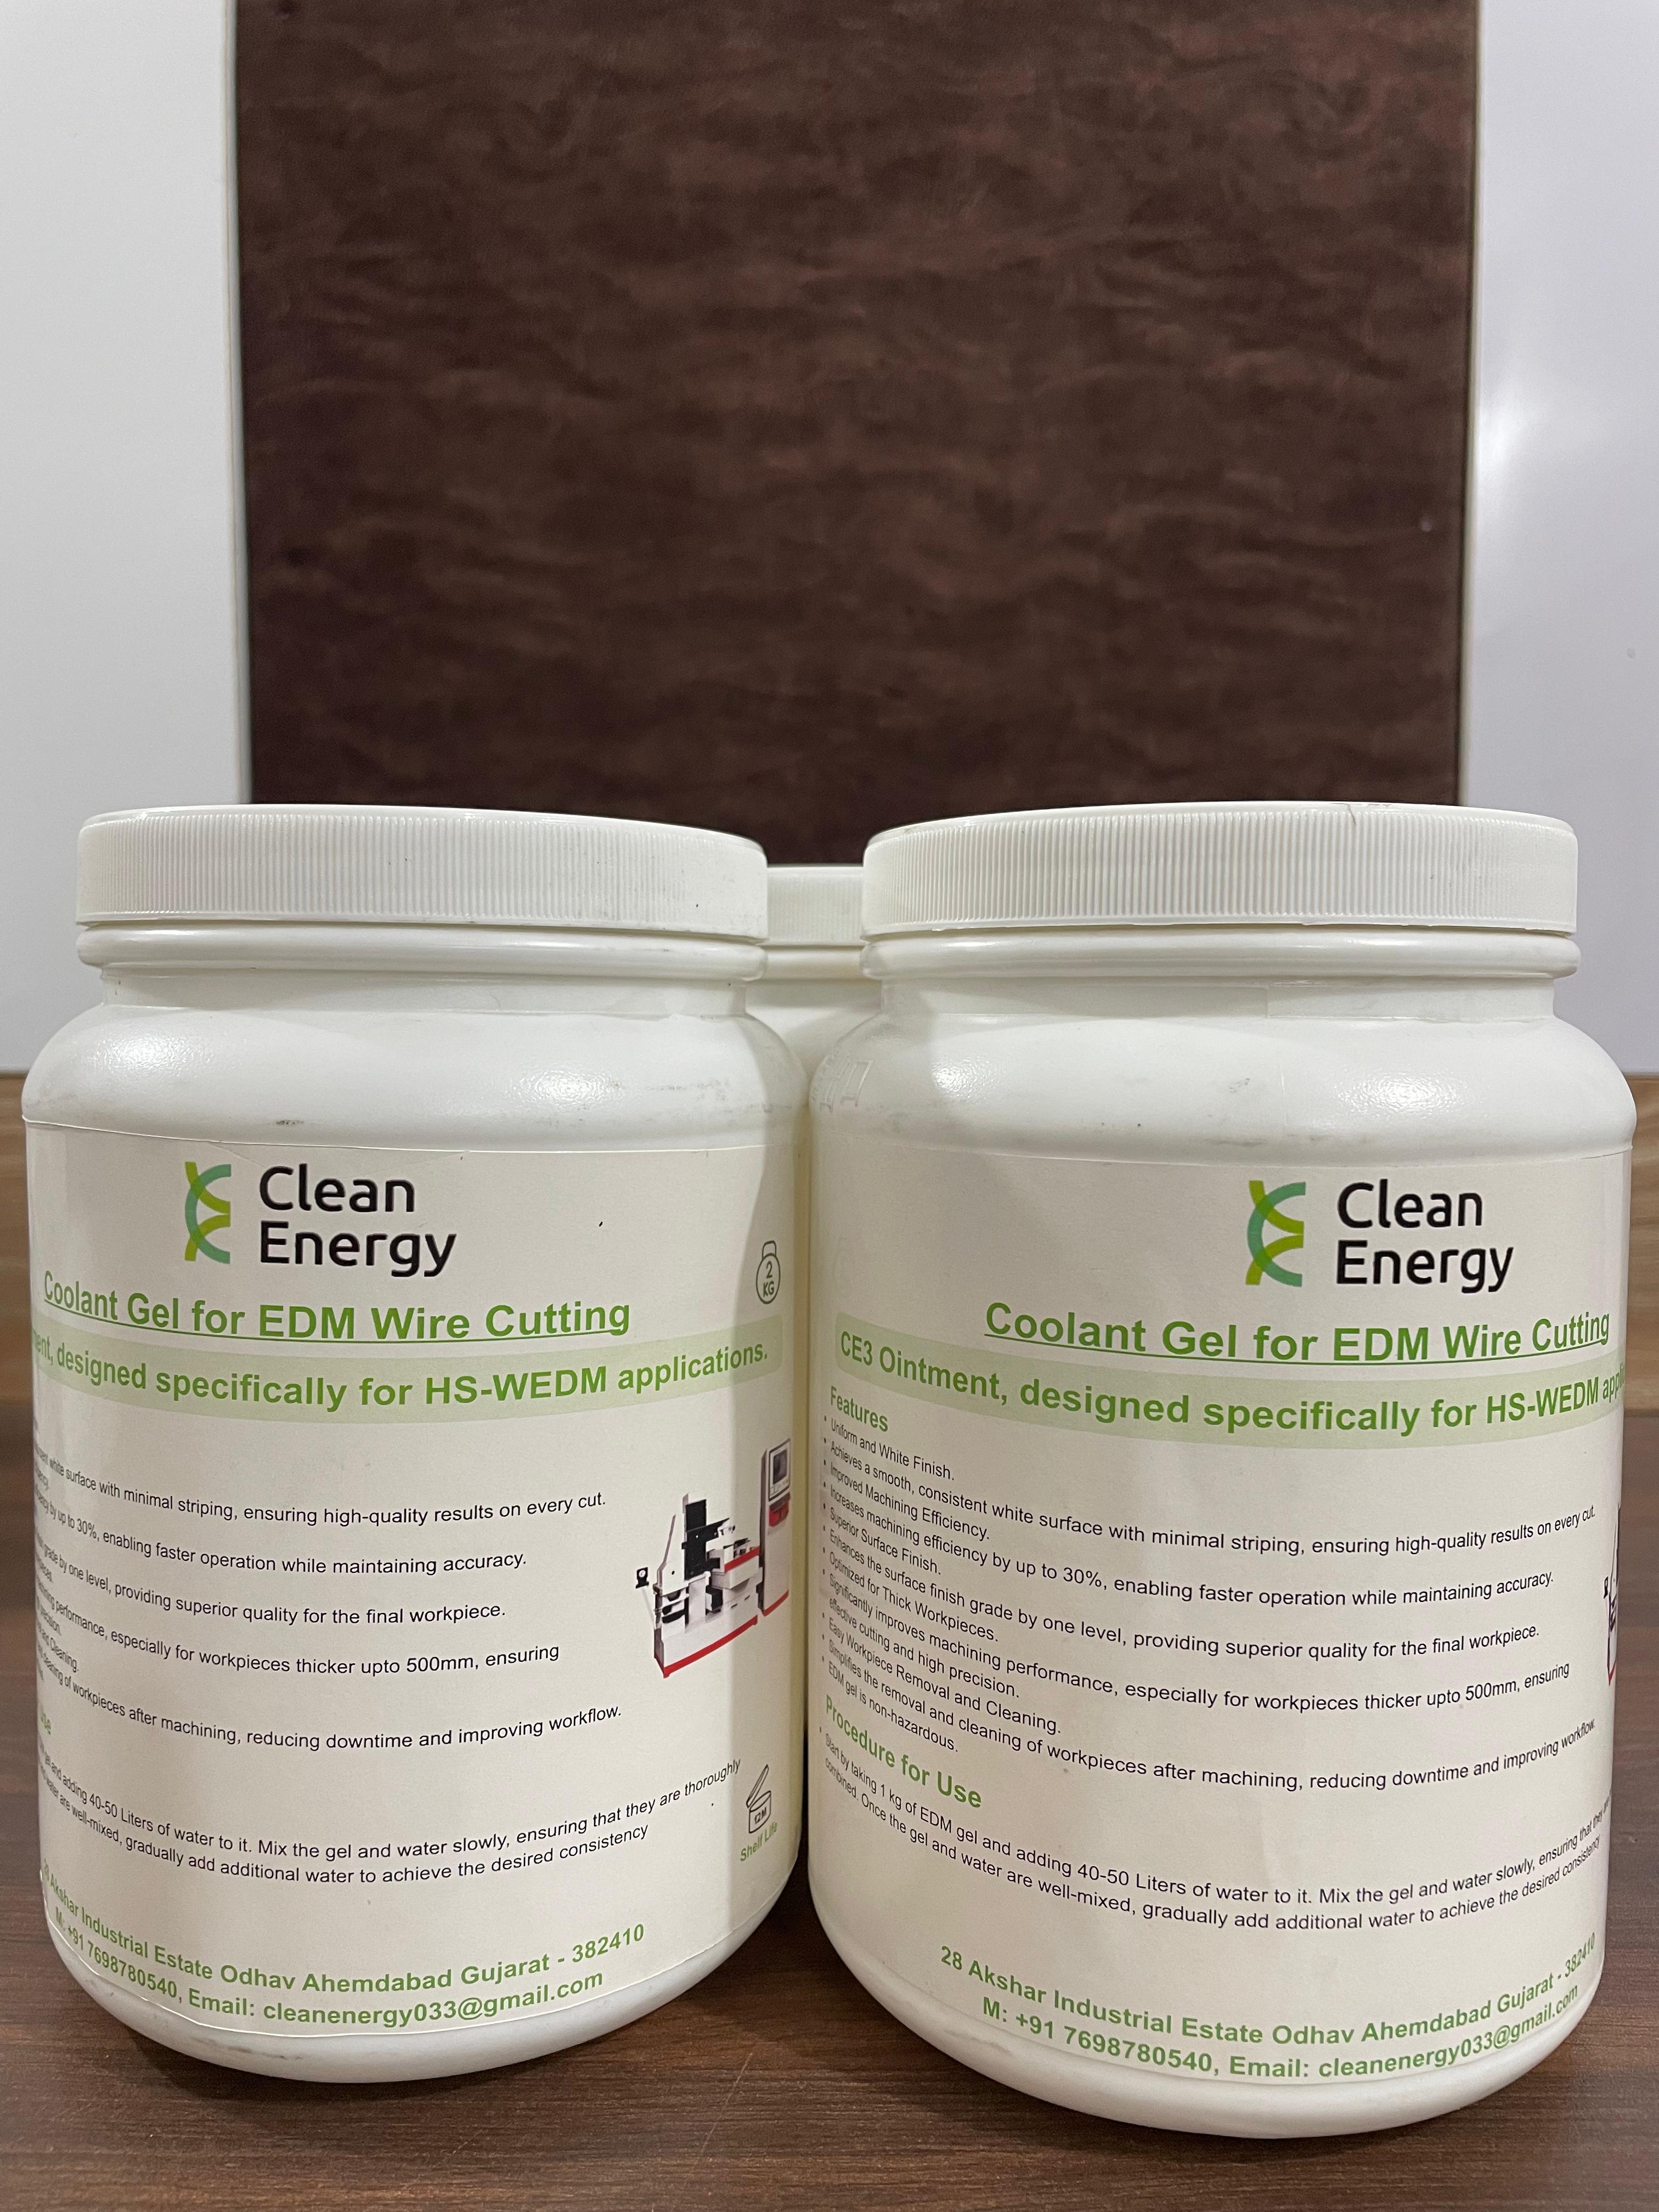 Clean
Energy
2
KG
Coolant Gel for EDM Wire Cutting
designed specifically for HS-WEDM applications.
white surface with minimal striping, ensuring high-quality results on every cut.
by up to 30%, enabling faster operation while maintaining accuracy.
grade by one level, providing superior quality for the final workpiece.
performance, especially for workpieces thicker upto 500mm, ensuring
and Cleaning.
cleaning of workpieces after machining, reducing downtime and improving workflow.
Use
gel and adding 40-50 Liters of water to it. Mix the gel and water slowly, ensuring that they are thoroughly
water are well-mixed, gradually add additional water to achieve the desired consistency
12M
Shelf Life
Akshar Industrial Estate Odhav Ahemdabad Gujarat - 382410
M: +91 7698780540, Email: cleanenergy033@gmail.com
Clean
Energy
Coolant Gel for EDM Wire Cutting
CE3 Ointment, designed specifically for HS-WEDM
Features
• Uniform and White Finish.
• Achieves a smooth, consistent white surface with minimal striping, ensuring high-quality results on every cut.
• Improved Machining Efficiency.
• Increases machining efficiency by up to 30%, enabling faster operation while maintaining accuracy.
• Superior Surface Finish.
• Enhances the surface finish grade by one level, providing superior quality for the final workpiece.
• Optimized for Thick Workpieces.
• Significantly improves machining performance, especially for workpieces thicker upto 500mm, ensuring
effective cutting and high precision.
• Easy Workpiece Removal and Cleaning.
• Simplifies the removal and cleaning of workpieces after machining, reducing downtime and improving workflow.
• EDM gel is non-hazardous.
Procedure for Use
• Start by taking 1 kg of EDM gel and adding 40-50 Liters of water to it. Mix the gel and water slowly, ensuring that they
combined. Once the gel and water are well-mixed, gradually add additional water to achieve the desired consistency
28 Akshar Industrial Estate Odhav Ahemdabad Gujarat - 382410
M: +91 7698780540, Email: cleanenergy033@gmail.com